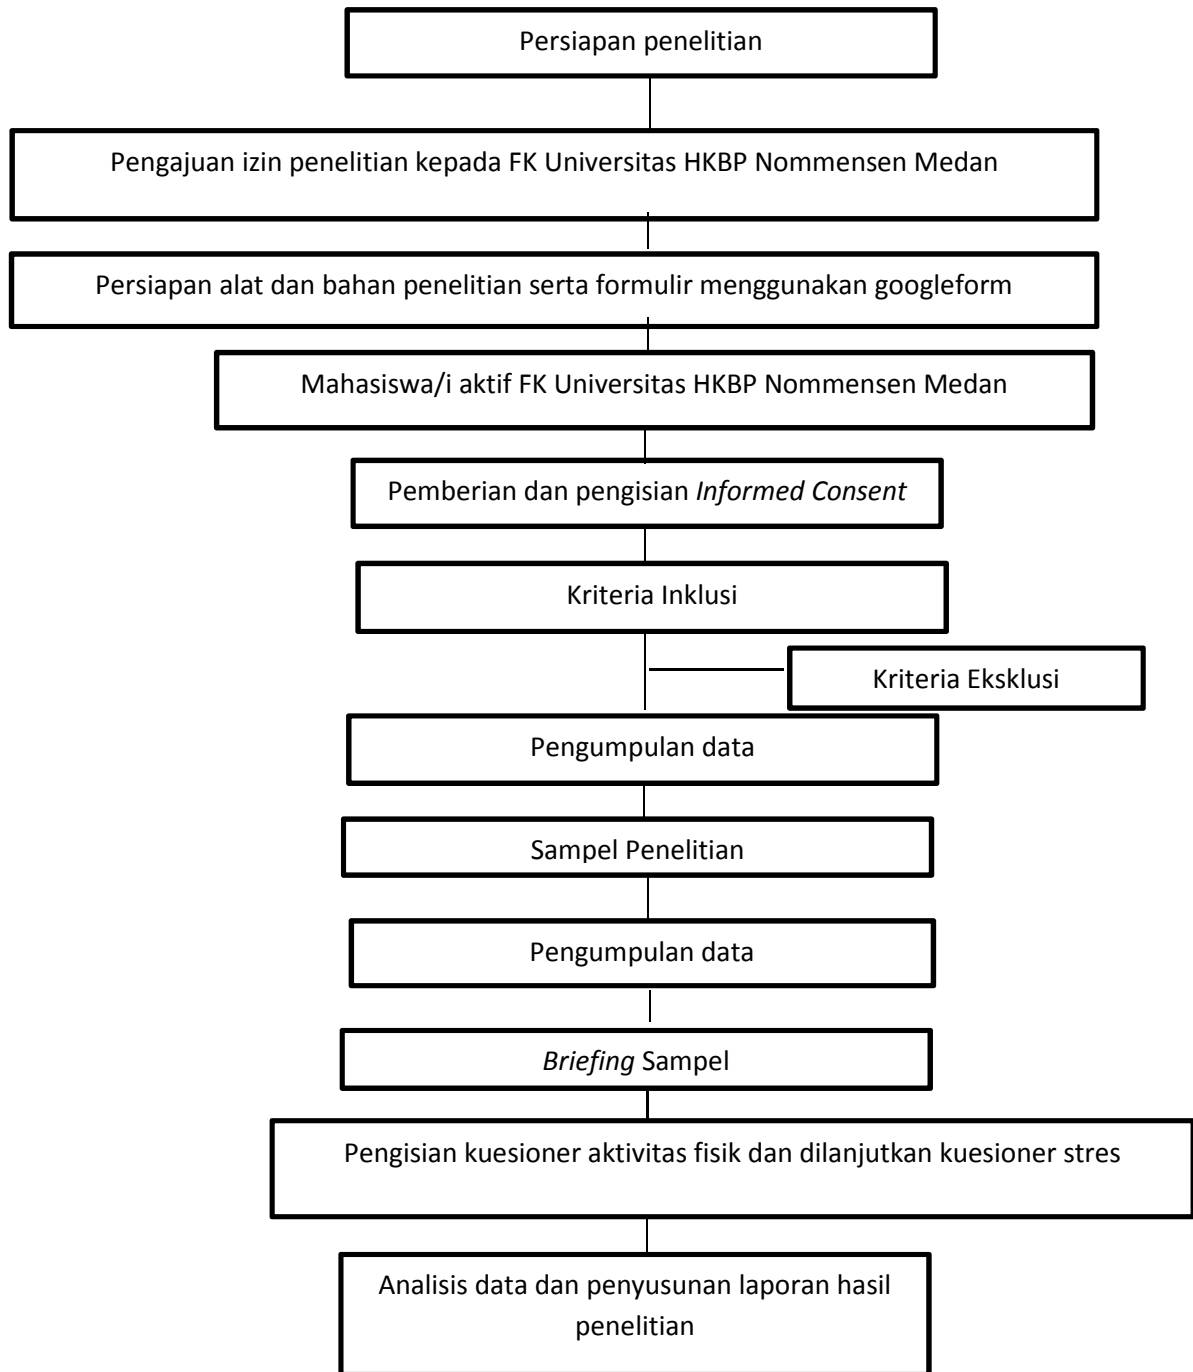 Persiapan penelitian
Pengajuan izin penelitian kepada FK Universitas HKBP Nommensen Medan
Persiapan alat dan bahan penelitian serta formulir menggunakan googleform
Mahasiswa/i aktif FK Universitas HKBP Nommensen Medan
Pemberian dan pengisian Informed Consent
Kriteria Inklusi
Kriteria Eksklusi
Pengumpulan data
Sampel Penelitian
Pengumpulan data
Briefing Sampel
Pengisian kuesioner aktivitas fisik dan dilanjutkan kuesioner stres
Analisis data dan penyusunan laporan hasil
penelitian